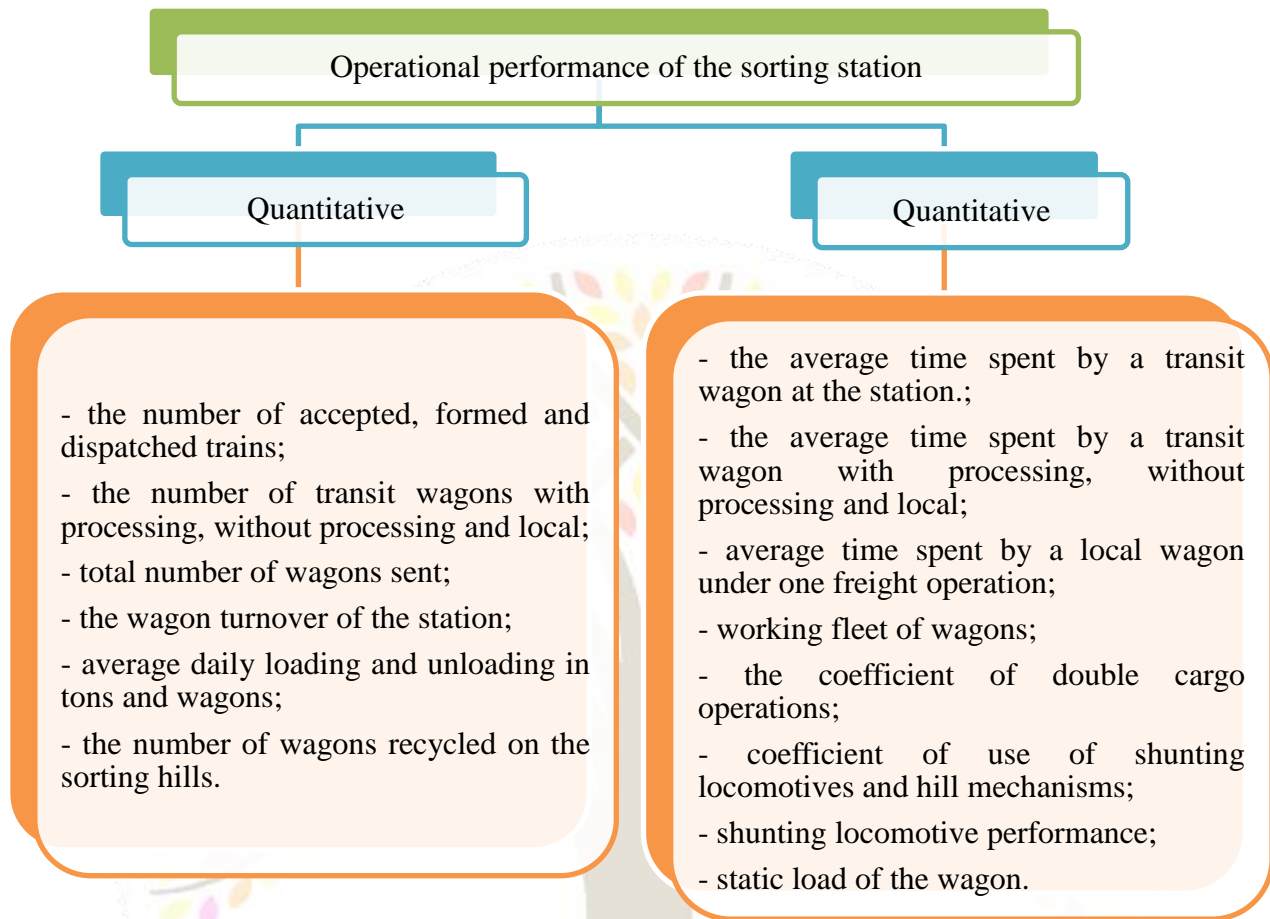 Operational performance of the sorting station
Quantitative
- the number of accepted, formed and
dispatched trains;
- the number of transit wagons with
processing, without processing and local;
- total number of wagons sent;
- the wagon turnover of the station;
- average daily loading and unloading in
tons and wagons;
- the number of wagons recycled on the
sorting hills.
Quantitative
- the average time spent by a transit
wagon at the station.;
- the average time spent by a transit
wagon with processing, without
processing and local;
- average time spent by a local wagon
under one freight operation;
- working fleet of wagons;
- the coefficient of double cargo
operations;
- coefficient of use of shunting
locomotives and hill mechanisms;
- shunting locomotive performance;
- static load of the wagon.